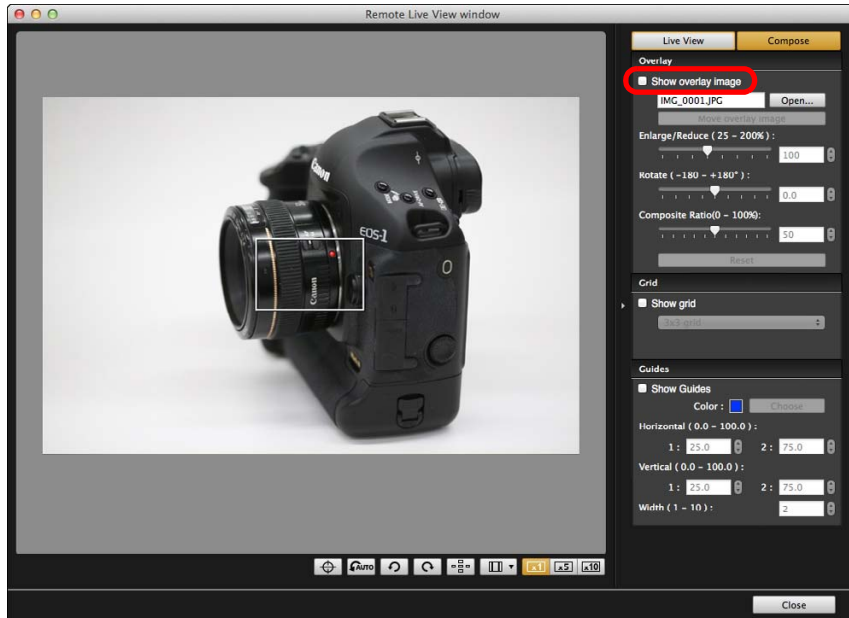 Remote Live View window
Live View
Compose
Overlay
Show overlay image
IMG_0001.JPG
Open...
Move overlay image
Enlarge/Reduce ( 25 – 200% ) :
100
Rotate ( –180 – +180° ) :
0.0
Composite Ratio(0 – 100%):
50
Reset
Grid
Show grid
3x3 grid
Guides
Show Guides
Color :
Choose
Horizontal ( 0.0 – 100.0 ) :
1 : 25.0 2 : 75.0
Vertical ( 0.0 – 100.0 ) :
1 : 25.0 2 : 75.0
Width ( 1 – 10 ) :
2
Canon
EOS-1
Canon
AUTO
x1
x5
x10
Close